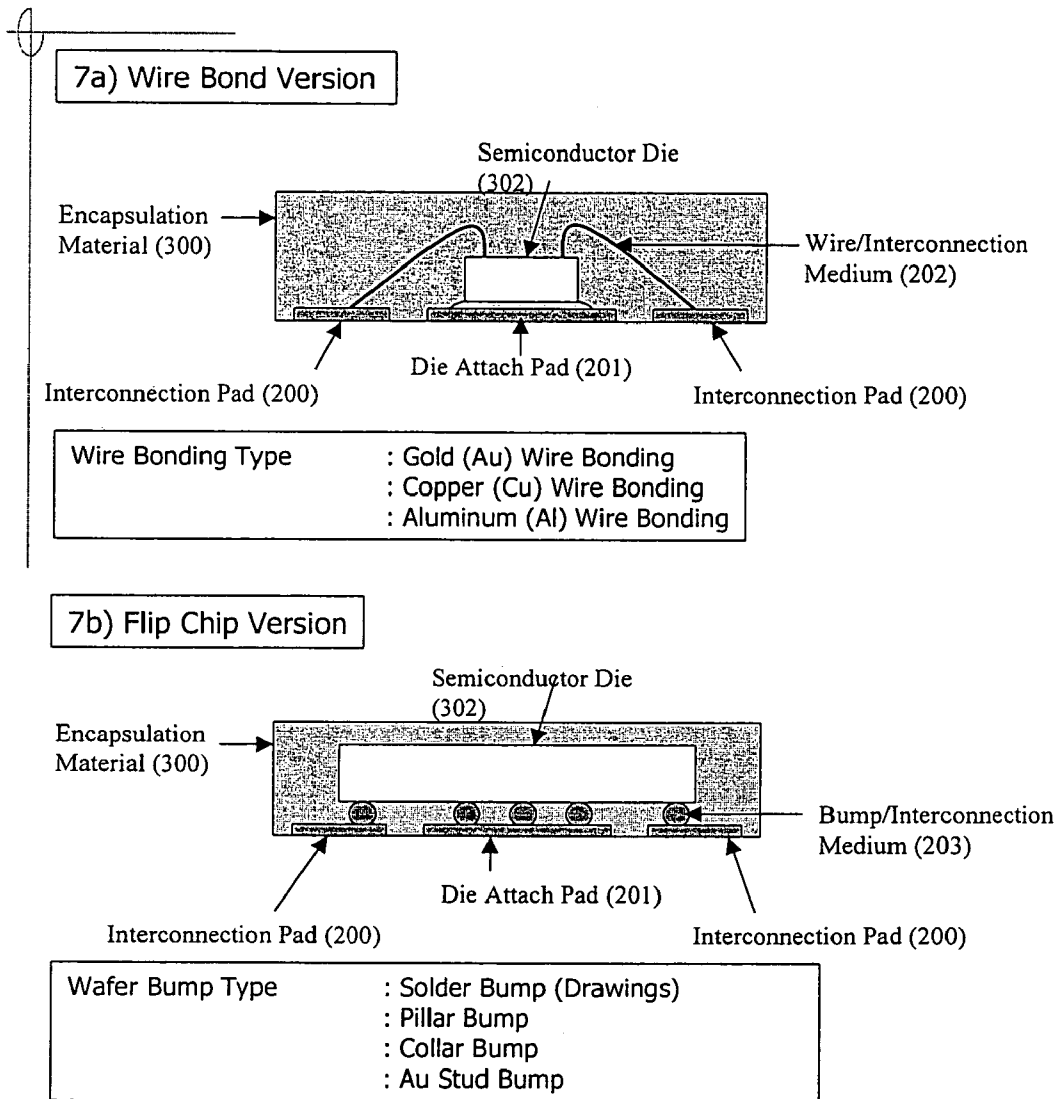 7a) Wire Bond Version
Semiconductor Die
(302)
Encapsulation
Material (300)
Wire/Interconnection
Medium (202)
Die Attach Pad (201)
Interconnection Pad (200)
Interconnection Pad (200)
Wire Bonding Type : Gold (Au) Wire Bonding
: Copper (Cu) Wire Bonding
: Aluminum (Al) Wire Bonding
7b) Flip Chip Version
Semiconductor Die
(302)
Encapsulation
Material (300)
Bump/Interconnection
Medium (203)
Die Attach Pad (201)
Interconnection Pad (200)
Interconnection Pad (200)
Wafer Bump Type : Solder Bump (Drawings)
: Pillar Bump
: Collar Bump
: Au Stud Bump